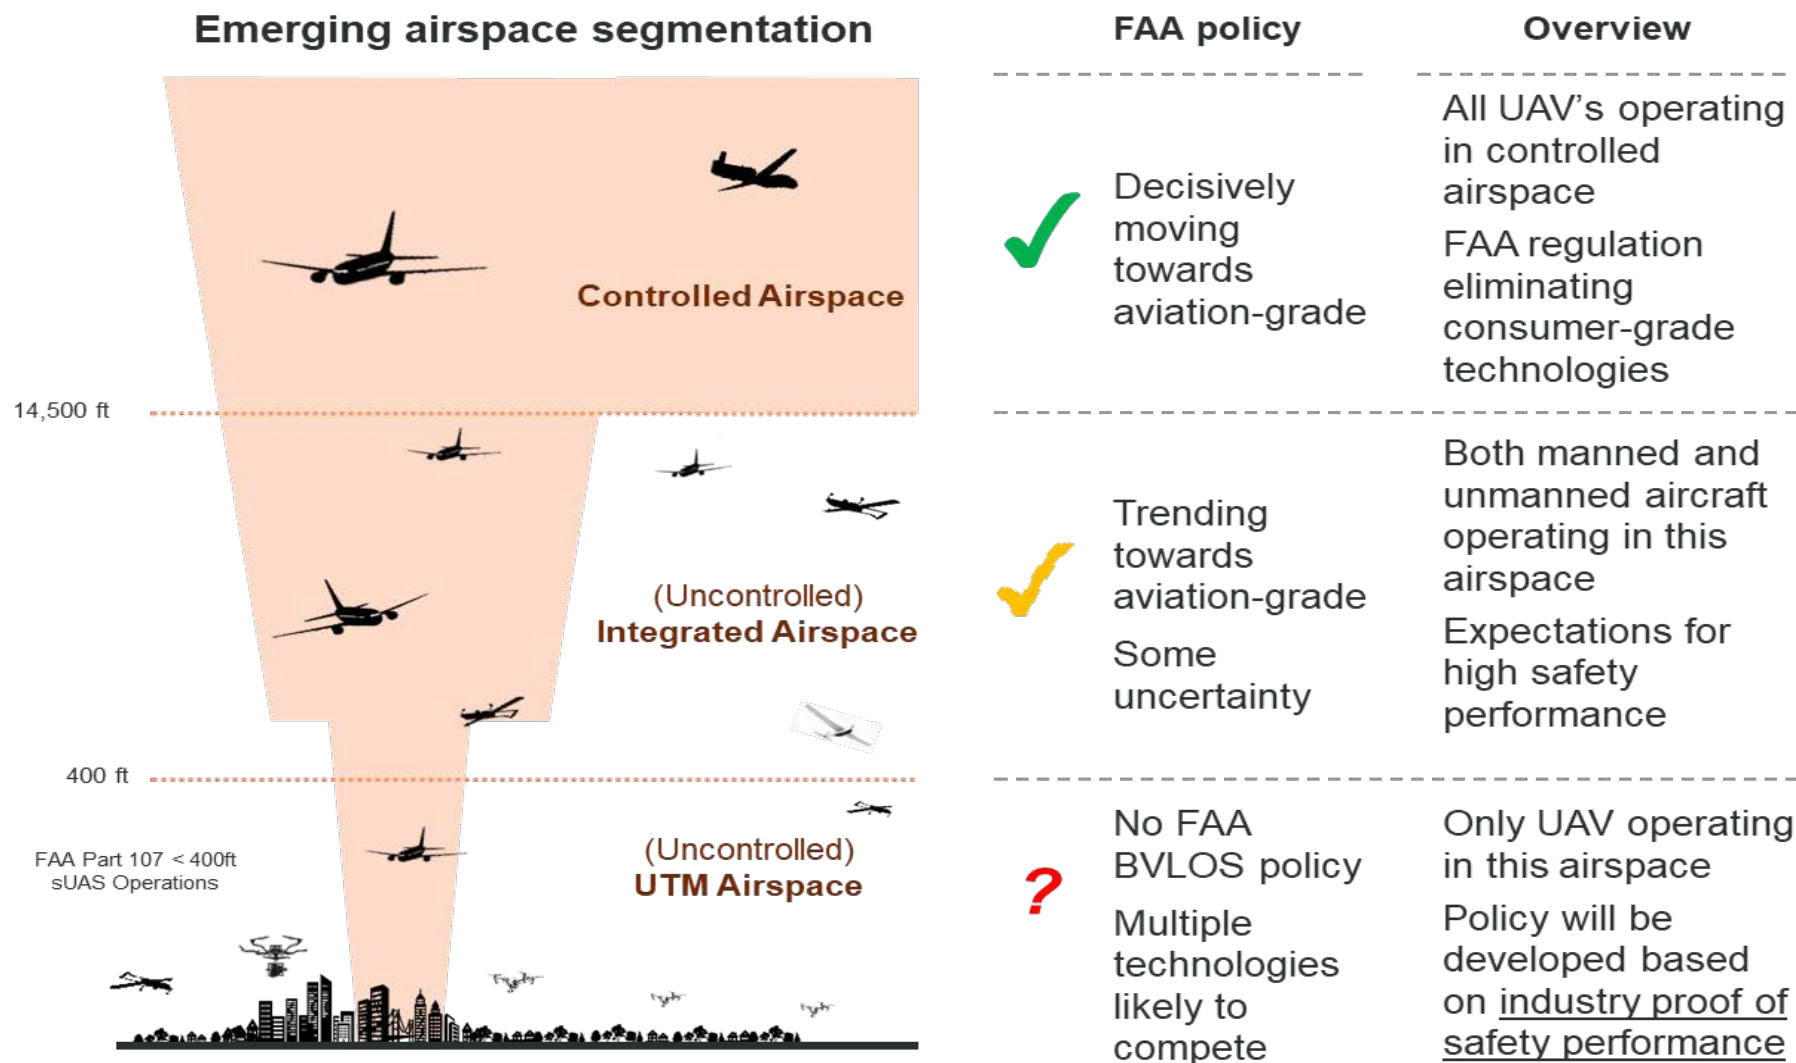 Emerging airspace segmentation
FAA policy
Overview
Controlled Airspace
Decisively
moving
towards
aviation-grade
All UAV's operating
in controlled
airspace
FAA regulation
eliminating
consumer-grade
technologies
14,500 ft
(Uncontrolled)
Integrated Airspace
Trending
towards
aviation-grade
Some
uncertainty
Both manned and
unmanned aircraft
operating in this
airspace
Expectations for
high safety
performance
400 ft
FAA Part 107 < 400ft
sUAS Operations
(Uncontrolled)
UTM Airspace
?
No FAA
BVLOS policy
Multiple
technologies
likely to
compete
Only UAV operating
in this airspace
Policy will be
developed based
on industry proof of
safety performance